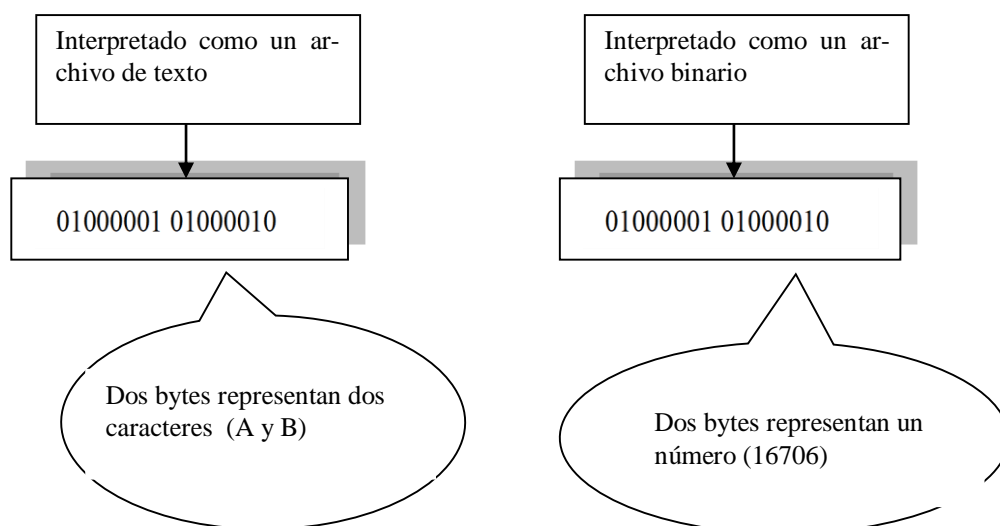 Interpretado como un ar-
chivo de texto
01000001 01000010
Dos bytes representan dos
caracteres (A y B)
Interpretado como un ar-
chivo binario
01000001 01000010
Dos bytes representan un
número (16706)